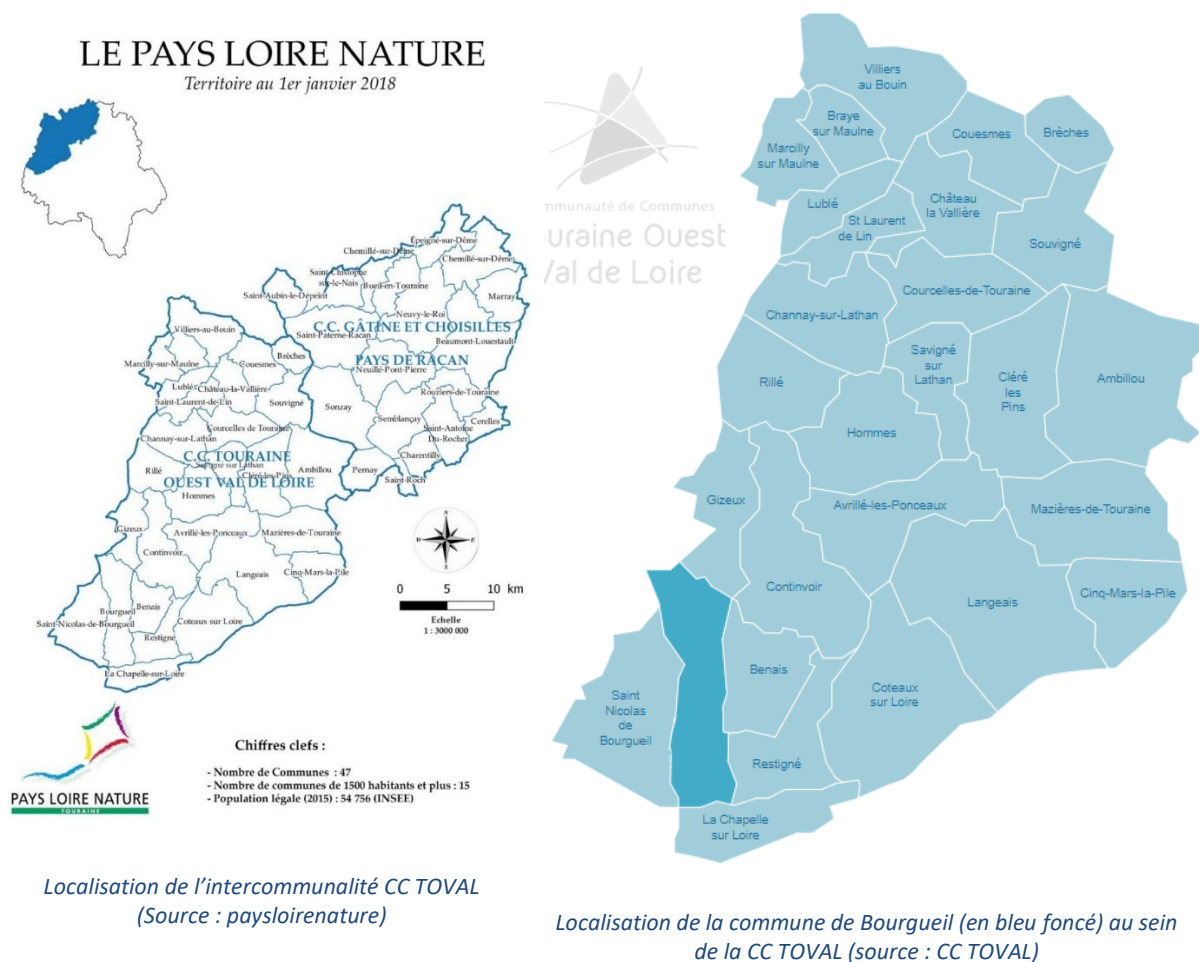 LE PAYS LOIRE NATURE
Territoire au 1er janvier 2018
Épeigné-sur-Dême
Chemillé-sur-Dême
Chemillé-sur-Dême
Saint-Christophe
sur-le-Nais
Bueil-en-Touraine
Saint-Aubin-le-Dépeint
Marray
Neuvy-le-Roi
C.C. GÂTINE ET CHOISILLES
Saint-Paterne-Racan
Beaumont-Louestault
PAYS DE RACAN
Neuillé-Pont-Pierre
Villiers-au-Bouin
Brèches
Marcilly-sur-Maulne
Couesmes
Lublé
Château-la-Vallière
Saint-Laurent-de-Lin
Souvigné
Sonzay
Rouziers-de-Touraine
Semblançay
Saint-Antoine
Du-Rocher
Cerelles
Courcelles de Touraine
Channay-sur-Lathan
Charentilly
C.C. TOURAINE
Savigné sur Lathan
Rillé
Cléré-les-Pins
Ambillou
Pernay
Saint-Roch
OUEST VAL DE LOIRE
Hommes
Gizeux
Avrillé-les-Ponceaux
Mazières-de-Touraine
Continvoir
Langeais
Cinq-Mars-la-Pile
Bourgueil
Benais
Saint-Nicolas-de-Bourgueil
Coteaux sur Loire
Restigné
La Chapelle-sur-Loire
N
W
E
S
0 5 10 km
Echelle
1 : 3000 000
PAYS LOIRE NATURE
TOURAINE
Chiffres clefs :
- Nombre de Communes : 47
- Nombre de communes de 1500 habitants et plus : 15
- Population légale (2015) : 54 756 (INSEE)
Localisation de l'intercommunalité CC TOVAL
(Source : paysloirenature)
mmunauté de Communes
uraine Ouest
Val de Loire
Villiers
au Bouin
Braye
sur Maulne
Marcilly
sur Maulne
Couesmes
Brèches
Lublé
St Laurent
de Lin
Château
la Vallière
Souvigné
Courcelles-de-Touraine
Channay-sur-Lathan
Savigné
sur
Lathan
Rillé
Cléré
les
Pins
Ambillou
Hommes
Gizeux
Avrillé-les-Ponceaux
Mazières-de-Touraine
Continvoir
Langeais
Cinq-Mars-la-Pile
Benais
Saint
Nicolas
de
Bourgueil
Coteaux
sur Loire
Restigné
La Chapelle
sur Loire
Localisation de la commune de Bourgueil (en bleu foncé) au sein
de la CC TOVAL (source : CC TOVAL)